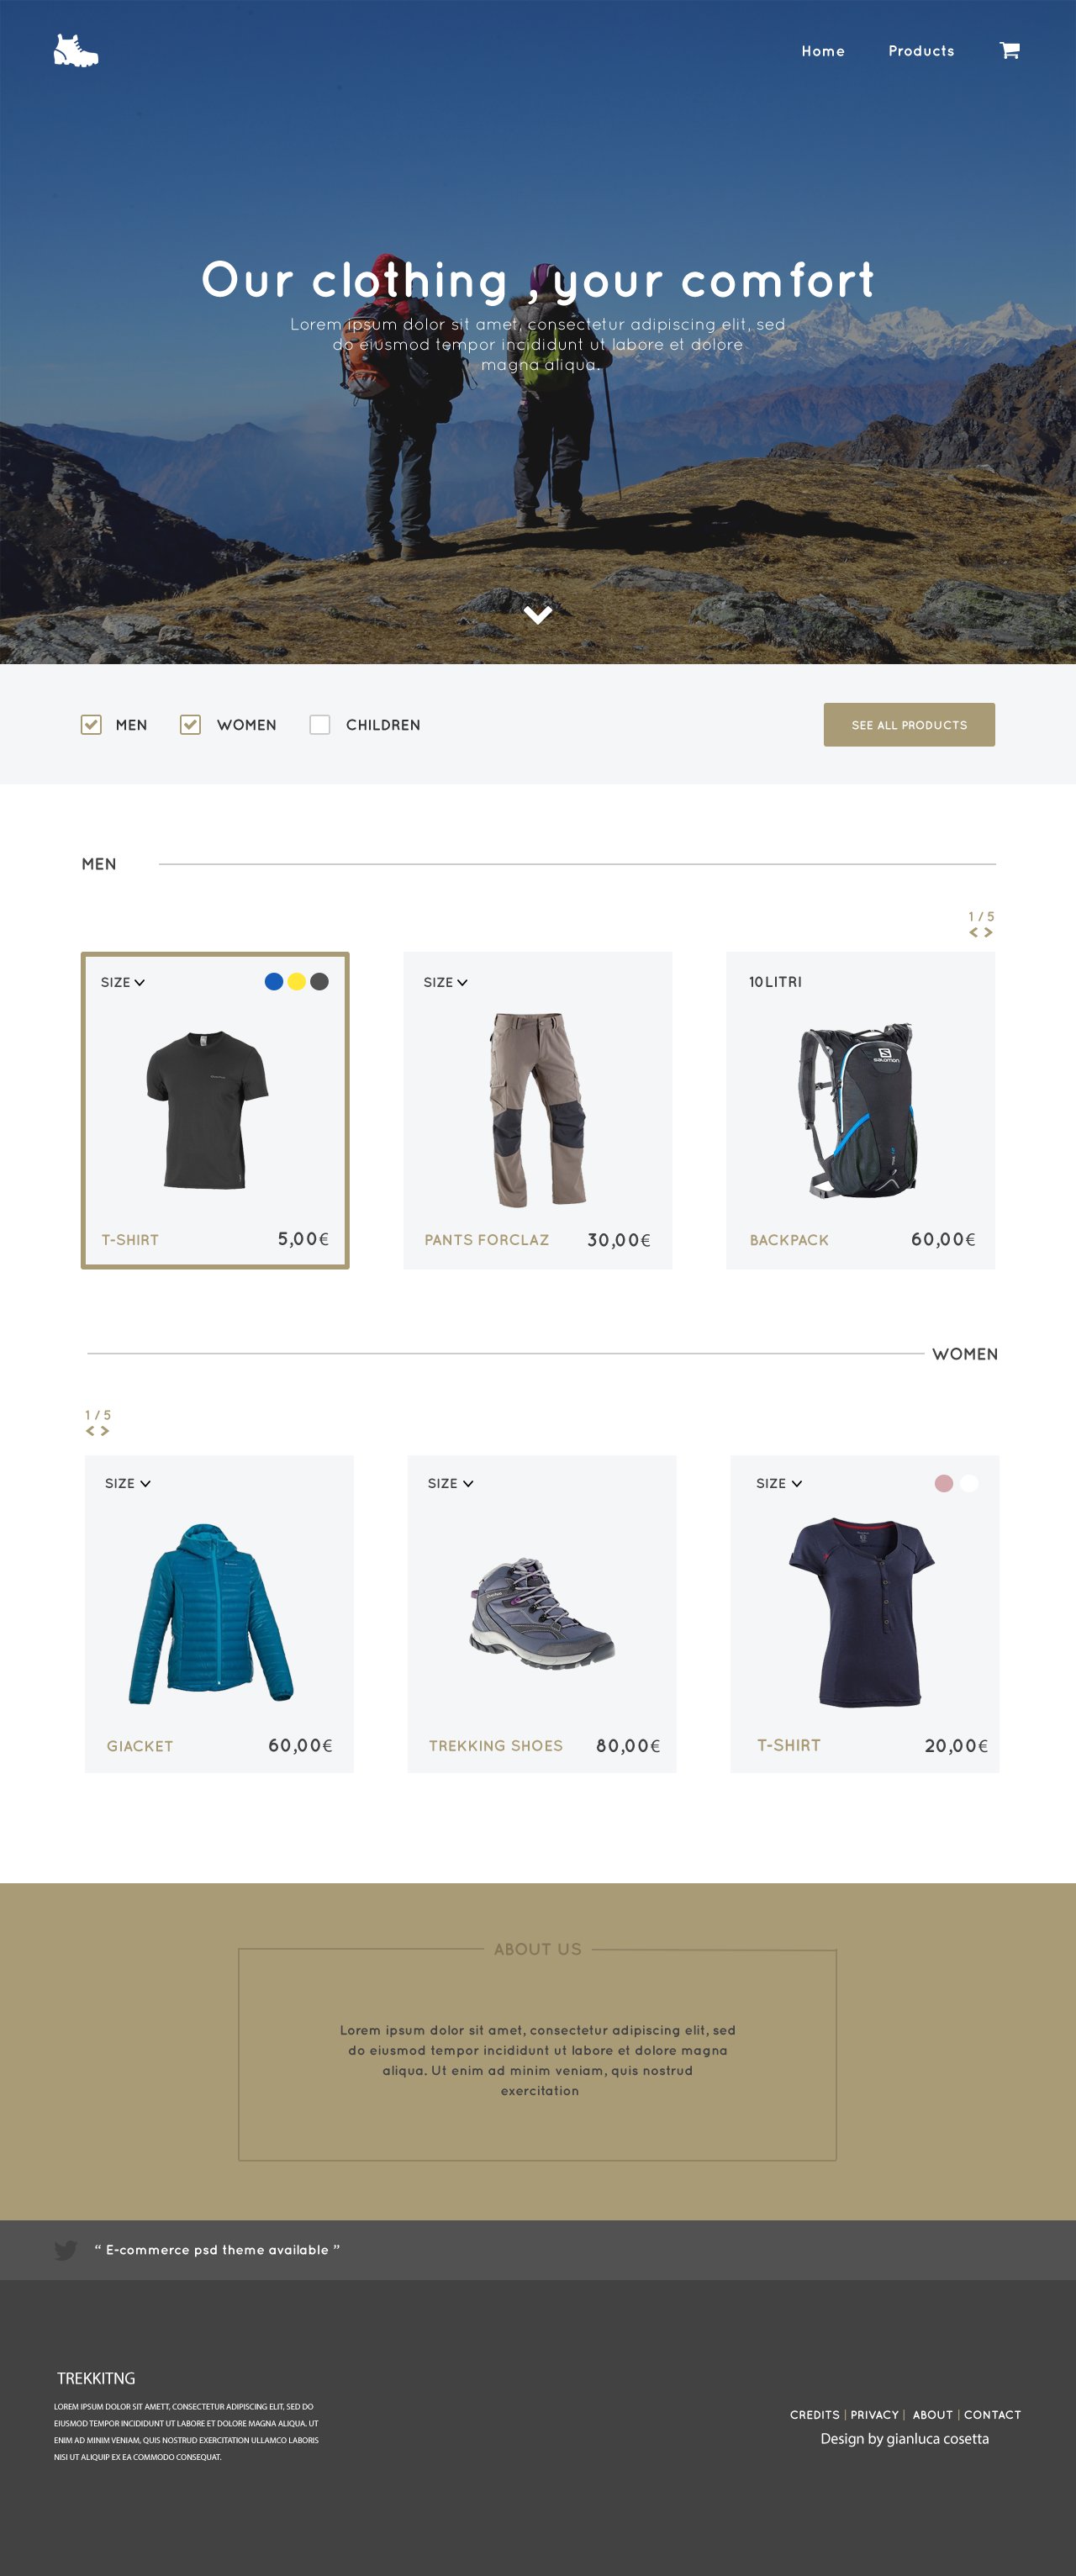 Home Products
Our clothing , your comfort
Lorem ipsum dolor sit amet, consectetur adipiscing elit, sed
do eiusmod tempor incididunt ut labore et dolore
magna aliqua.
MEN WOMEN CHILDREN
SEE ALL PRODUCTS
MEN
1 / 5
< >
SIZE
SIZE
10LITRI
salomon
T-SHIRT 5,00€
PANTS FORCLAZ 30,00€
BACKPACK 60,00€
WOMEN
1 / 5
< >
SIZE
SIZE
SIZE
GIACKET 60,00€
TREKKING SHOES 80,00€
T-SHIRT 20,00€
ABOUT US
Lorem ipsum dolor sit amet, consectetur adipiscing elit, sed
do eiusmod tempor incididunt ut labore et dolore magna
aliqua. Ut enim ad minim veniam, quis nostrud
exercitation
“ E-commerce psd theme available ”
TREKKITNG
LOREM IPSUM DOLOR SIT AMETT, CONSECTETUR ADIPISCING ELIT, SED DO
EIUSMOD TEMPOR INCIDIDUNT UT LABORE ET DOLORE MAGNA ALIQUA. UT
ENIM AD MINIM VENIAM, QUIS NOSTRUD EXERCITATION ULLAMCO LABORIS
NISI UT ALIQUIP EX EA COMMODO CONSEQUAT.
CREDITS | PRIVACY | ABOUT | CONTACT
Design by gianluca cosetta